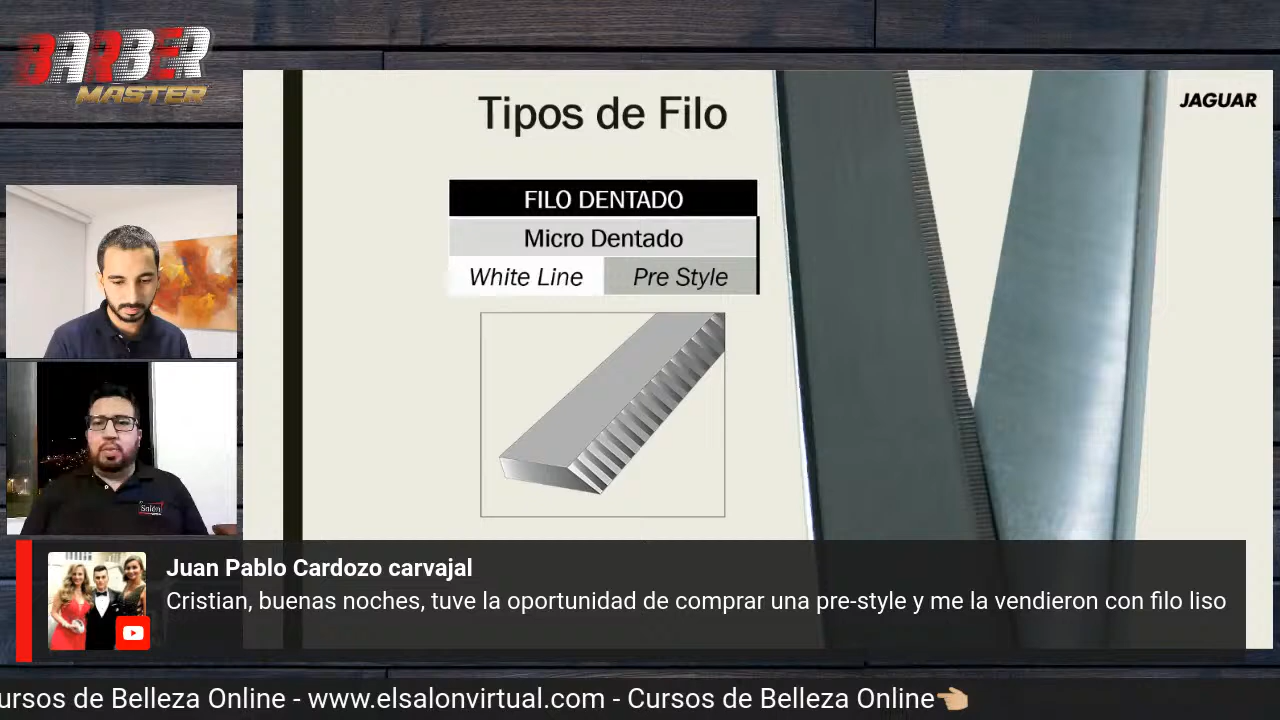 BARBER
MASTER
Tipos de Filo
JAGUAR
FILO DENTADO
Micro Dentado
White Line
Pre Style
Salón
Juan Pablo Cardozo carvajal
Cristian, buenas noches, tuve la oportunidad de comprar una pre-style y me la vendieron con filo liso
ursos de Belleza Online - www.elsalonvirtual.com - Cursos de Belleza Online